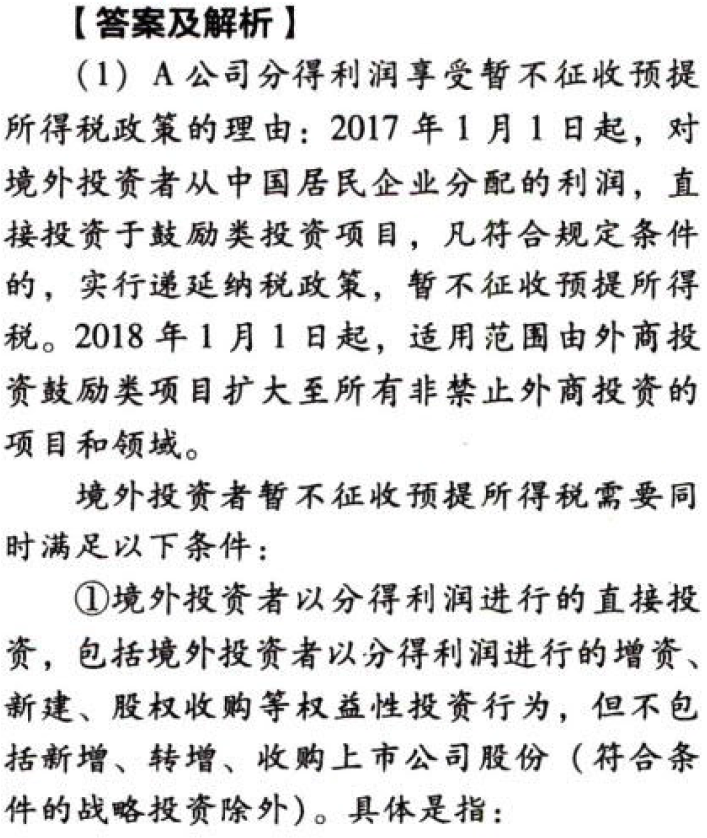 【答案及解析】
（1）A公司分得利润享受暂不征收预提
所得税政策的理由：2017年1月1日起，对
境外投资者从中国居民企业分配的利润，直
接投资于鼓励类投资项目，凡符合规定条件
的，实行递延纳税政策，暂不征收预提所得
税。2018年1月1日起，适用范围由外商投
资鼓励类项目扩大至所有非禁止外商投资的
项目和领域。
境外投资者暂不征收预提所得税需要同
时满足以下条件：
①境外投资者以分得利润进行的直接投
资，包括境外投资者以分得利润进行的增资、
新建、股权收购等权益性投资行为，但不包
括新增、转增、收购上市公司股份（符合条
件的战略投资除外）。具体是指：